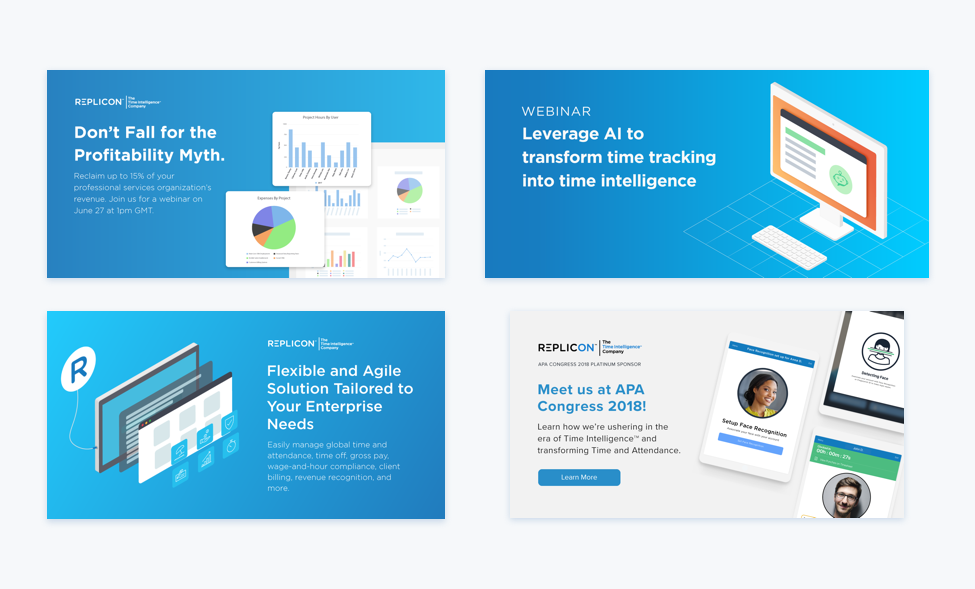 REPLICON
The
Time Intelligence™
Company
Don't Fall for the
Profitability Myth.
Reclaim up to 15% of your
professional services organization's
revenue. Join us for a webinar on
June 27 at 1pm GMT.
Project Hours By User
Expenses By Project
WEBINAR
Leverage AI to
transform time tracking
into time intelligence
R
REPLICON
The
Time Intelligence™
Company
Flexible and Agile
Solution Tailored to
Your Enterprise
Needs
Easily manage global time and
attendance, time off, gross pay,
wage-and-hour compliance, client
billing, revenue recognition, and
more.
REPLICON
The
Time Intelligence™
Company
APA CONGRESS 2018 PLATINUM SPONSOR
Meet us at APA
Congress 2018!
Learn how we're ushering in the
era of Time Intelligence™ and
transforming Time and Attendance.
Learn More
Setup Face Recognition
Detecting Face
00h : 00m : 27s